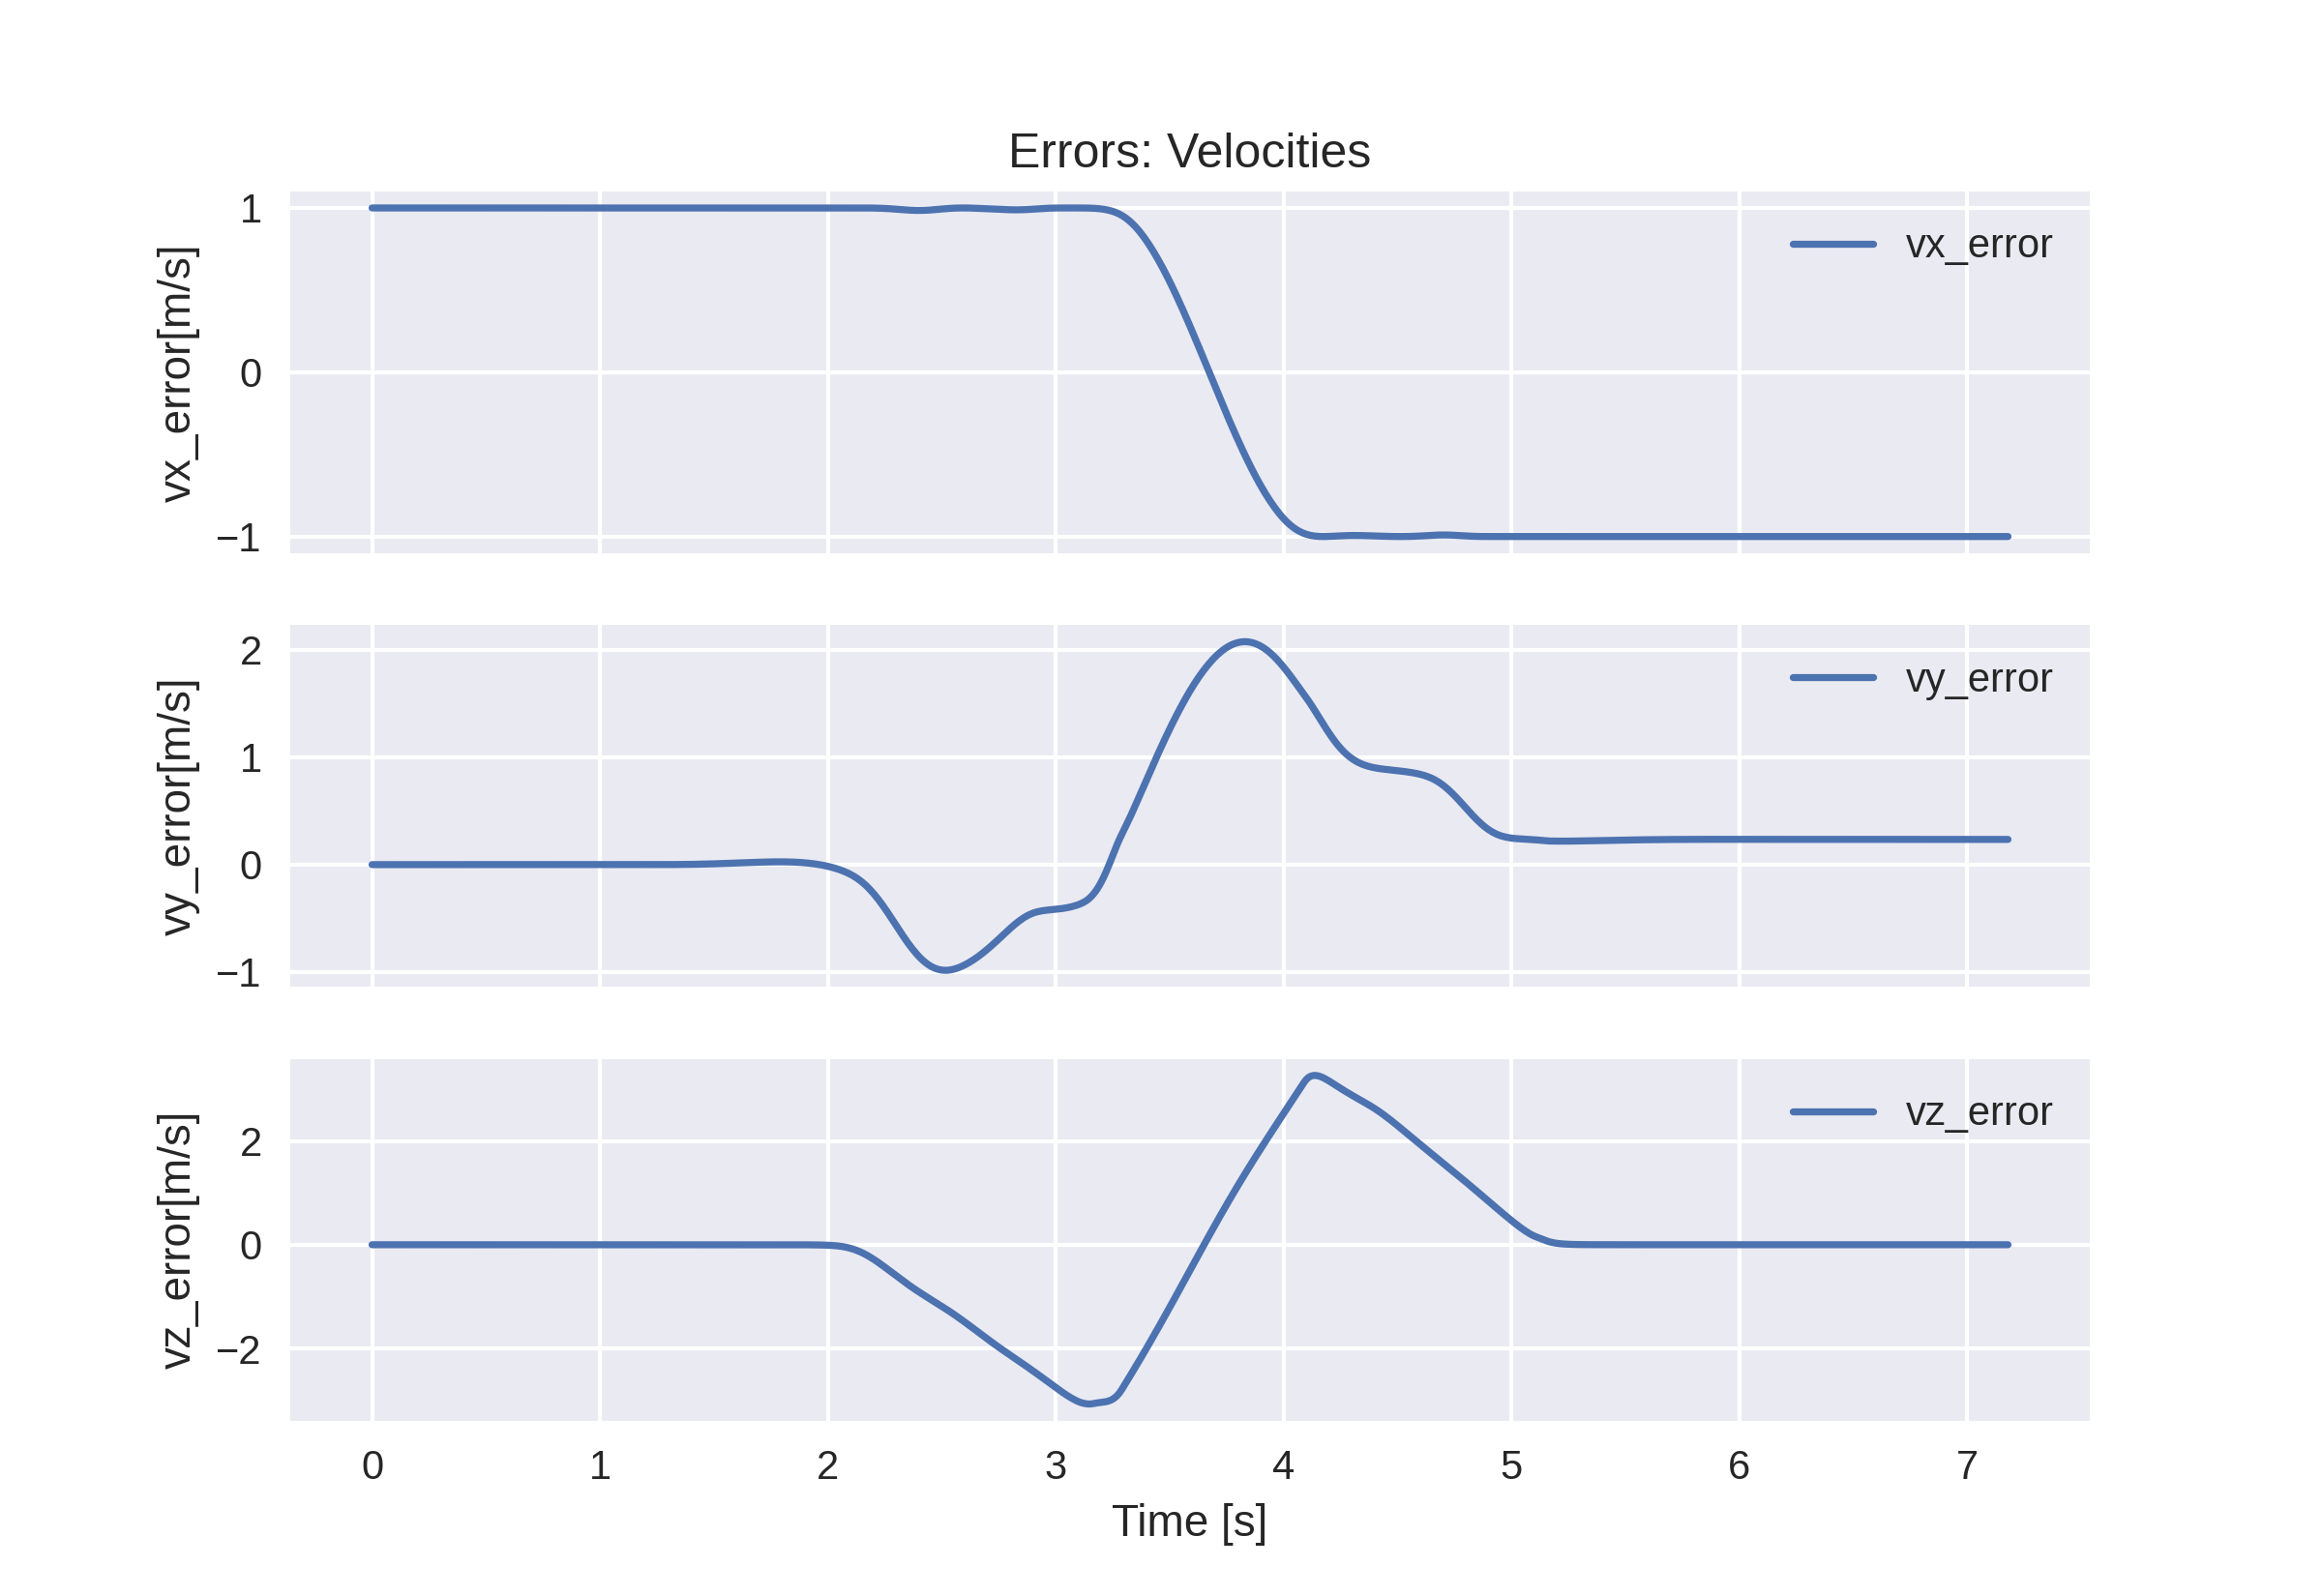 Errors: Velocities
1
0
−1
vx_error[m/s]
vx_error
2
1
0
−1
vy_error[m/s]
vy_error
2
0
−2
vz_error[m/s]
vz_error
0 1 2 3 4 5 6 7
Time [s]